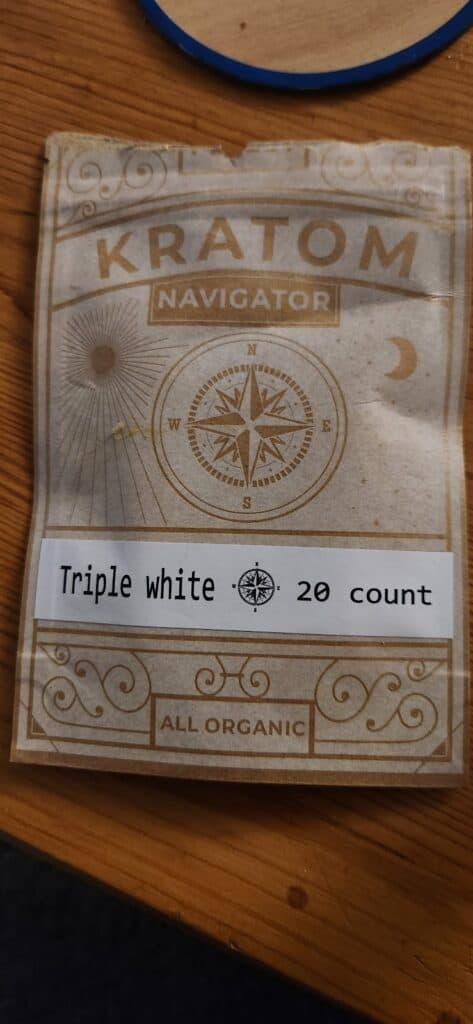 KRATOM
NAVIGATOR
N
W E
S
Triple white 20 count
ALL ORGANIC